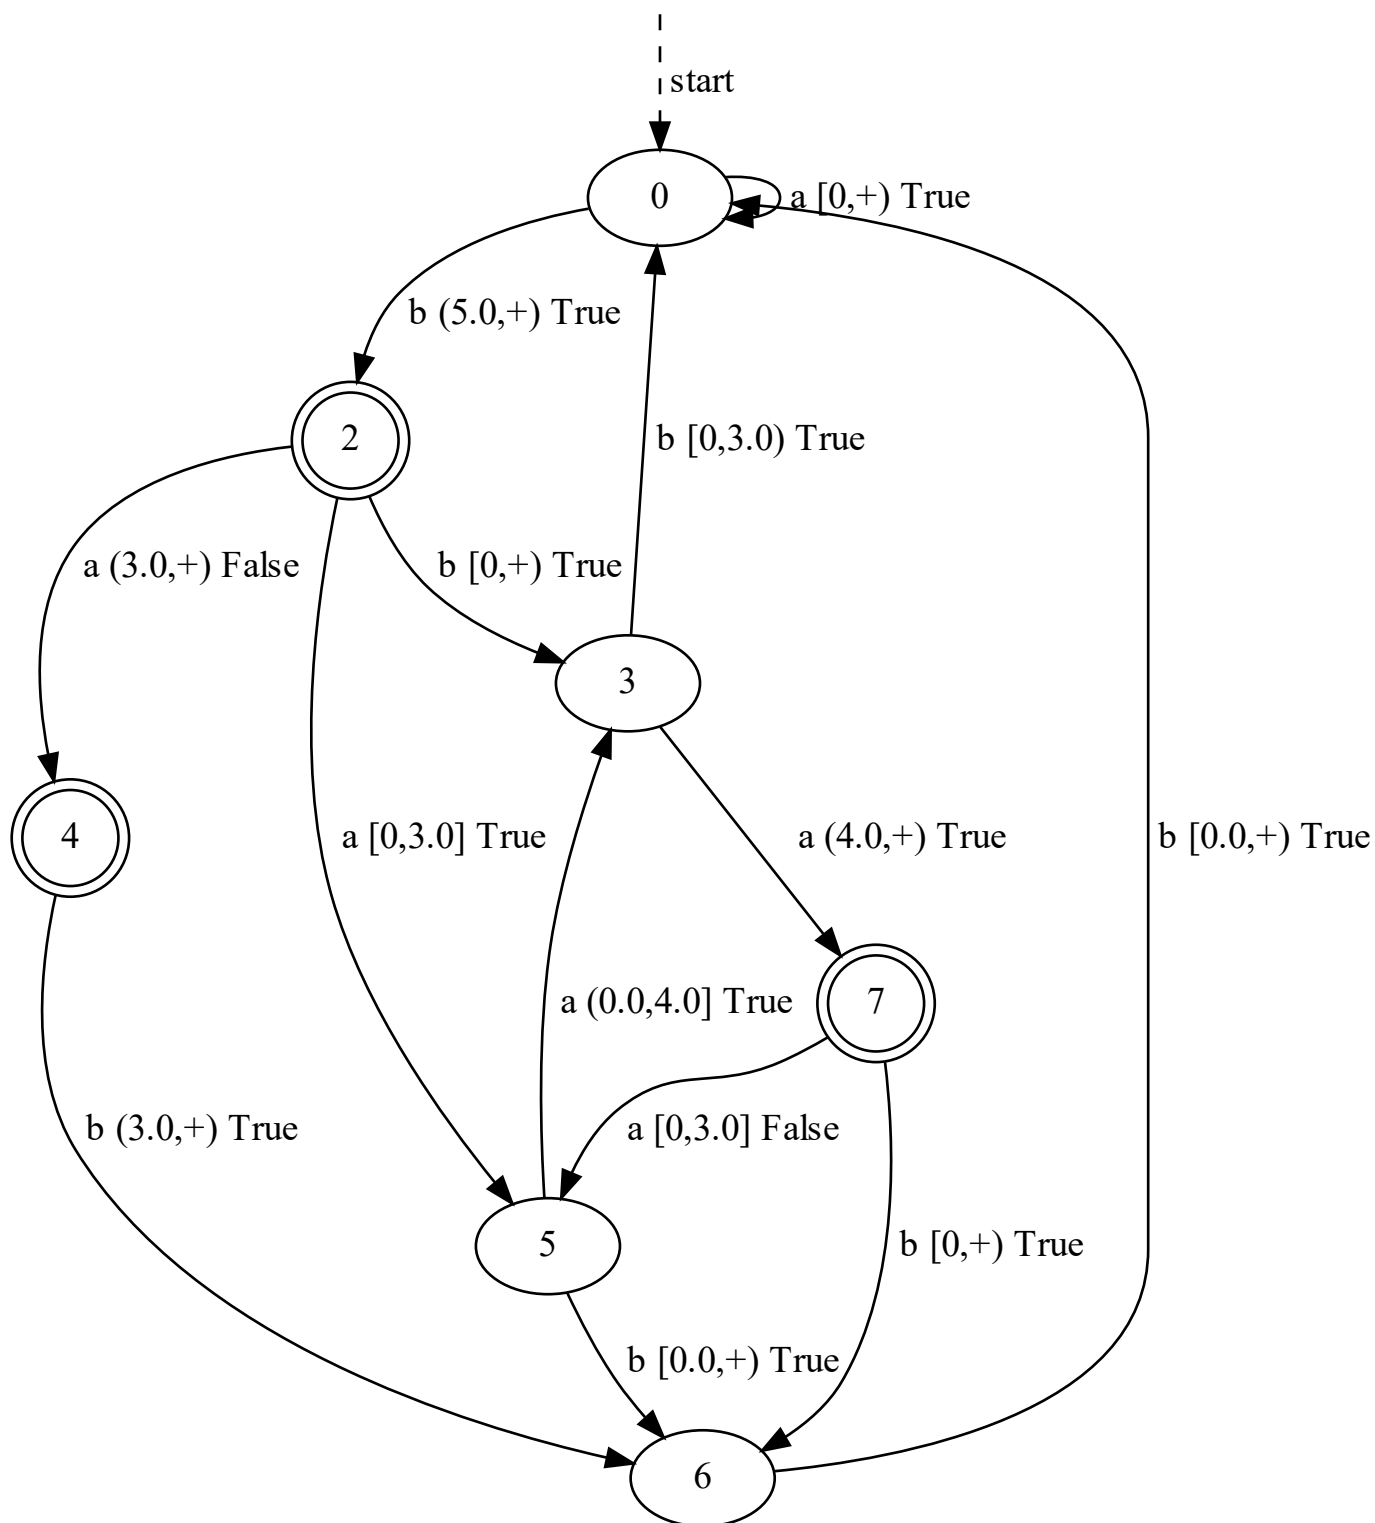 start
0
a [0,+) True
b (5.0,+) True
2
b [0,3.0) True
a (3.0,+) False
b [0,+) True
3
4
a [0,3.0] True
a (4.0,+) True
b [0.0,+) True
a (0.0,4.0] True
7
b (3.0,+) True
a [0,3.0] False
5
b [0,+) True
b [0.0,+) True
6